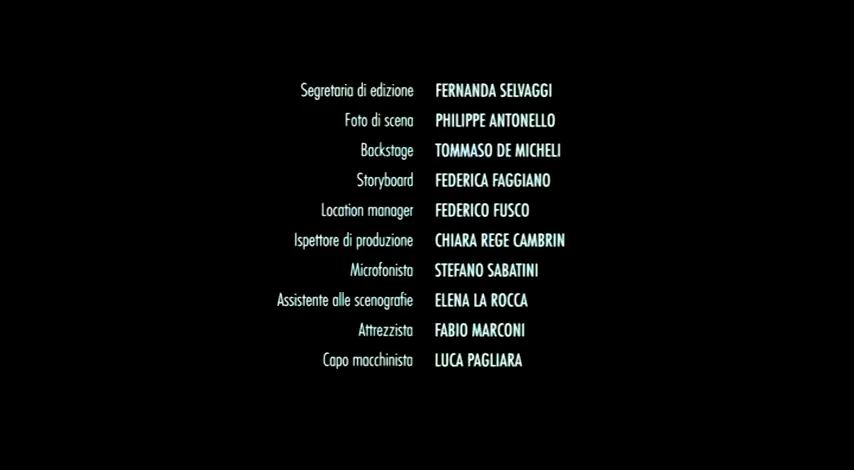 Segretaria di edizione FERNANDA SELVAGGI
Foto di scena PHILIPPE ANTONELLO
Backstage TOMMASO DE MICHELI
Storyboard FEDERICA FAGGIANO
Location manager FEDERICO FUSCO
Ispettore di produzione CHIARA REGE CAMBRIN
Microfonista STEFANO SABATINI
Assistente alle scenografie ELENA LA ROCCA
Attrezzista FABIO MARCONI
Capo macchinista LUCA PAGLIARA